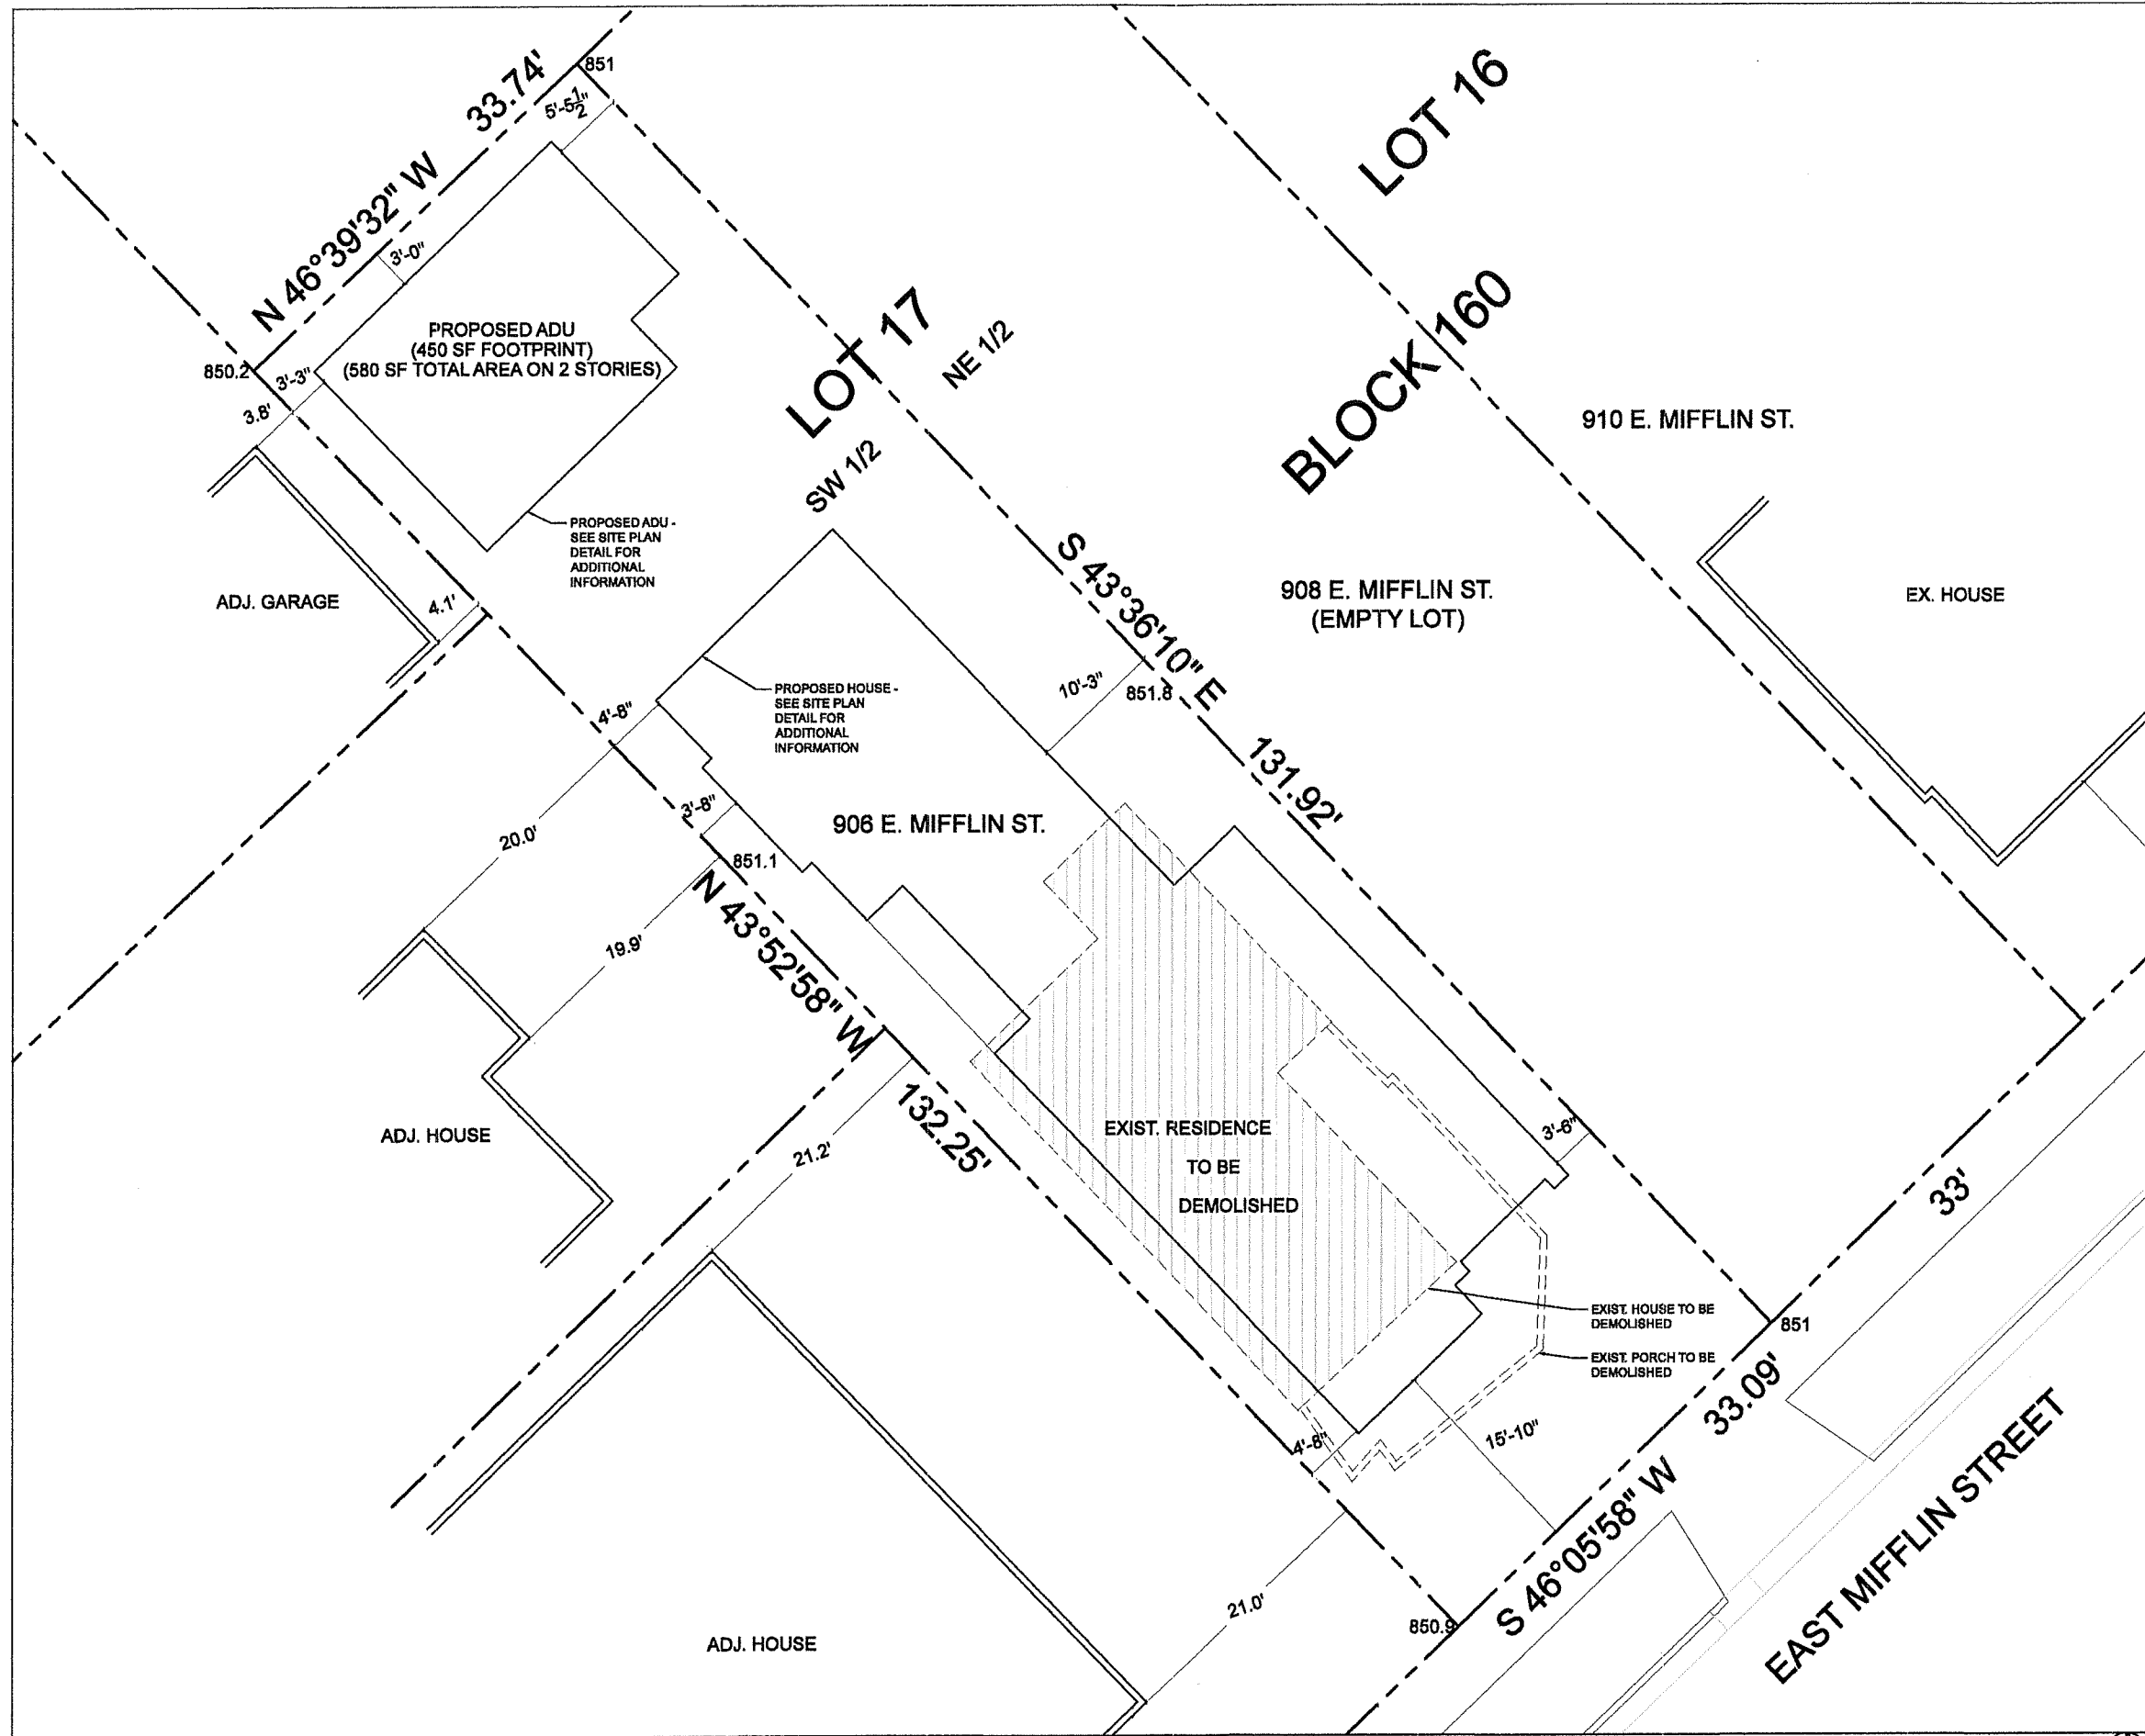 851
33.74'
5'-5 1/2"
N 46°39'32" W
3'-0"
LOT 16
PROPOSED ADU
(450 SF FOOTPRINT)
(580 SF TOTAL AREA ON 2 STORIES)
850.2
3'-3"
3.8'
LOT 17
NE 1/2
SW 1/2
BLOCK 160
910 E. MIFFLIN ST.
PROPOSED ADU -
SEE SITE PLAN
DETAIL FOR
ADDITIONAL
INFORMATION
ADJ. GARAGE
4.1'
S 43°36'10" E
908 E. MIFFLIN ST.
(EMPTY LOT)
EX. HOUSE
4'-8"
PROPOSED HOUSE -
SEE SITE PLAN
DETAIL FOR
ADDITIONAL
INFORMATION
10'-3"
851.8
131.92'
20.0'
3'-8"
906 E. MIFFLIN ST.
851.1
19.9'
N 43°52'58" W
132.25'
ADJ. HOUSE
21.2'
EXIST. RESIDENCE
TO BE
DEMOLISHED
3'-6"
33'
EXIST. HOUSE TO BE
DEMOLISHED
851
EXIST. PORCH TO BE
DEMOLISHED
33.09'
4'-8"
15'-10"
S 46°05'58" W
EAST MIFFLIN STREET
21.0'
850.9
ADJ. HOUSE